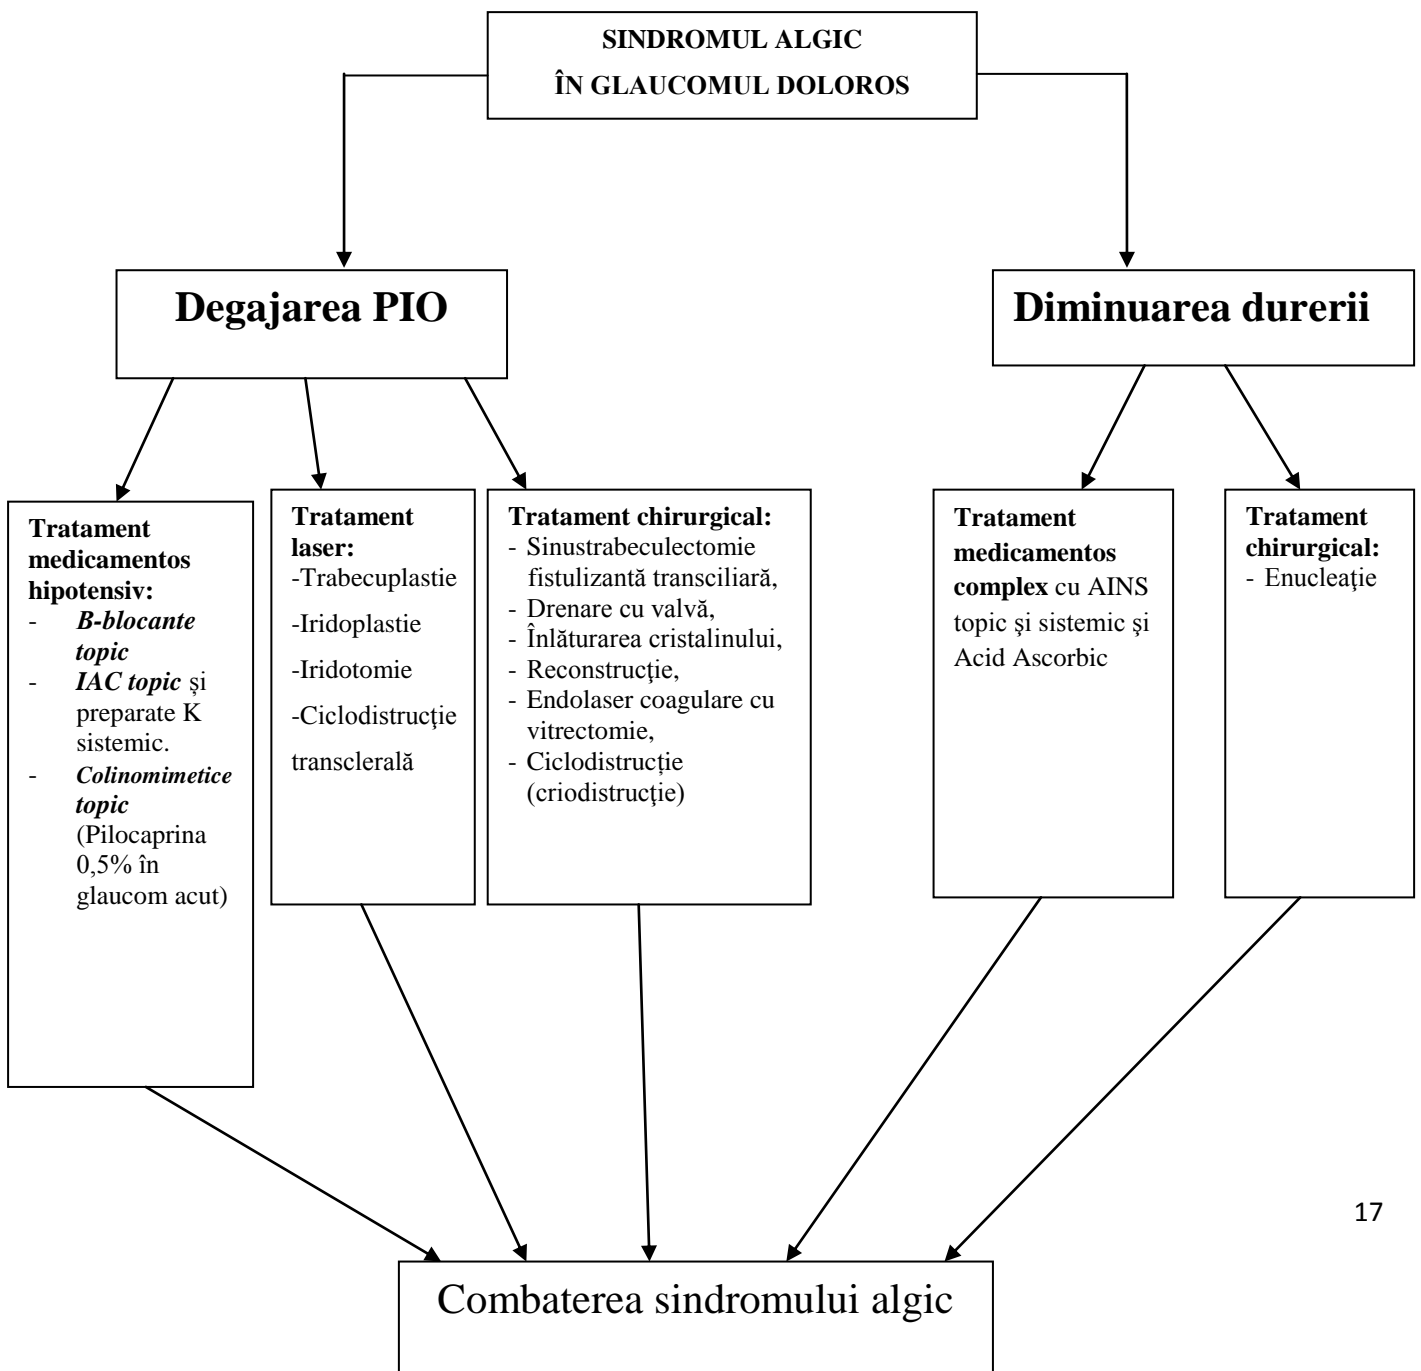 SINDROMUL ALGIC
ÎN GLAUCOMUL DOLOROS
Degajarea PIO
Diminuarea durerii
Tratament
medicamentos
hipotensiv:
- B-blocante
topic
- IAC topic și
preparate K
sistemic.
- Colinomimetice
topic
(Pilocaprina
0,5% în
glaucom acut)
Tratament
laser:
-Trabecuplastie
-Iridoplastie
-Iridotomie
-Ciclodistrucţie
transclerală
Tratament chirurgical:
- Sinustrabeculectomie
fistulizantă transciliară,
- Drenare cu valvă,
- Înlăturarea cristalinului,
- Reconstrucţie,
- Endolaser coagulare cu
vitrectomie,
- Ciclodistrucție
(criodistrucţie)
Tratament
medicamentos
complex cu AINS
topic şi sistemic şi
Acid Ascorbic
Tratament
chirurgical:
- Enucleaţie
17
Combaterea sindromului algic